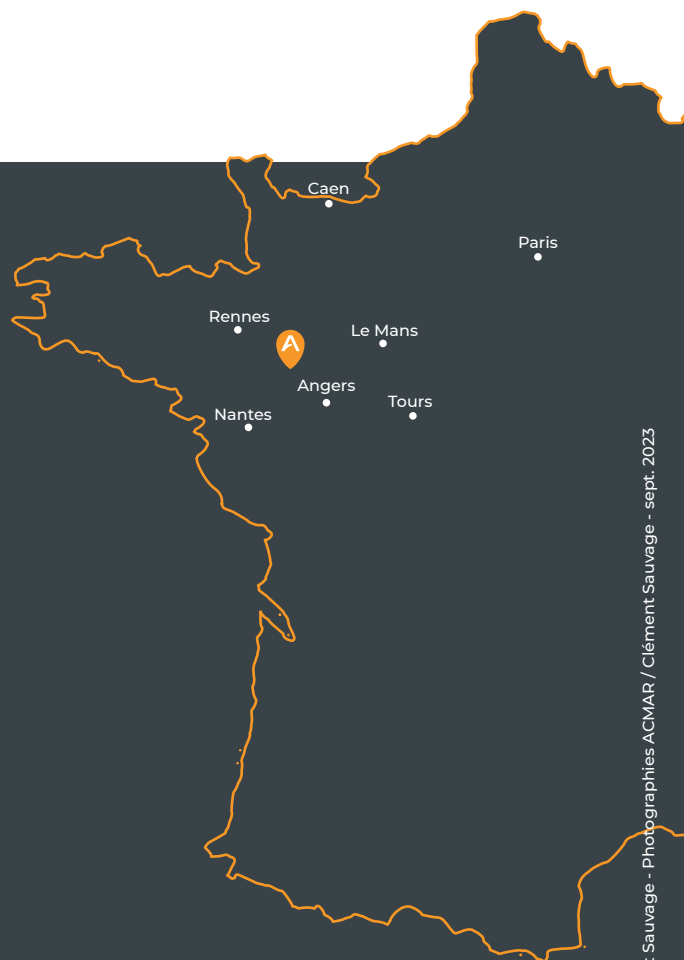 Caen
Paris
Rennes
A
Le Mans
Angers
Tours
Nantes
Sauvage - Photographies ACMAR / Clément Sauvage - sept. 2023